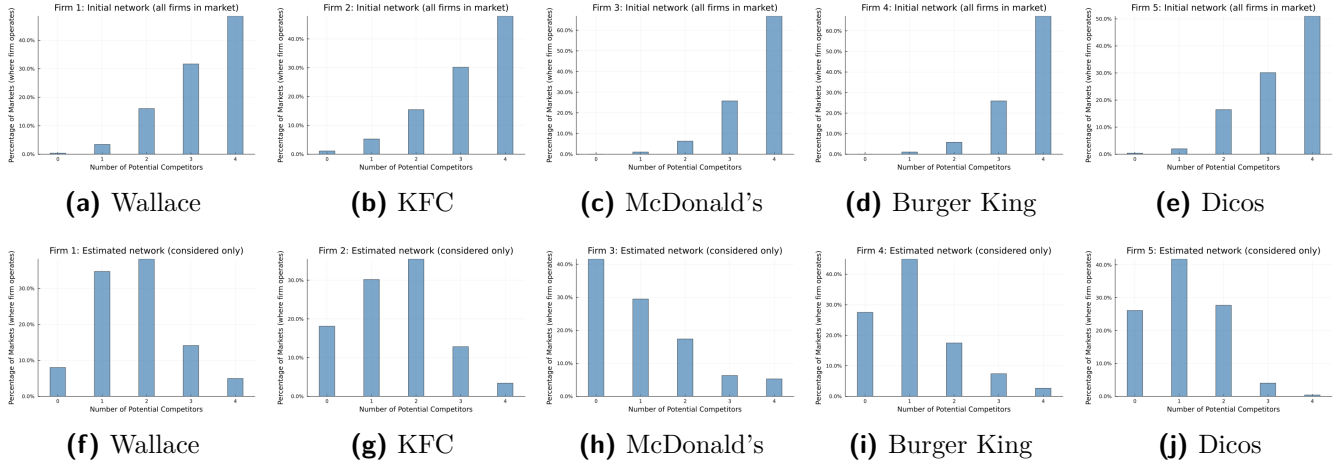 Firm 1: Initial network (all firms in market)
Percentage of Markets (where firm operates)
40.0%
30.0%
20.0%
10.0%
0.0%
0 1 2 3 4
Number of Potential Competitors
(a) Wallace
Firm 2: Initial network (all firms in market)
Percentage of Markets (where firm operates)
40.0%
30.0%
20.0%
10.0%
0.0%
0 1 2 3 4
Number of Potential Competitors
(b) KFC
Firm 3: Initial network (all firms in market)
Percentage of Markets (where firm operates)
60.0%
50.0%
40.0%
30.0%
20.0%
10.0%
0.0%
0 1 2 3 4
Number of Potential Competitors
(c) McDonald's
Firm 4: Initial network (all firms in market)
Percentage of Markets (where firm operates)
60.0%
50.0%
40.0%
30.0%
20.0%
10.0%
0.0%
0 1 2 3 4
Number of Potential Competitors
(d) Burger King
Firm 5: Initial network (all firms in market)
Percentage of Markets (where firm operates)
50.0%
40.0%
30.0%
20.0%
10.0%
0.0%
0 1 2 3 4
Number of Potential Competitors
(e) Dicos
Firm 1: Estimated network (considered only)
Percentage of Markets (where firm operates)
30.0%
20.0%
10.0%
0.0%
0 1 2 3 4
Number of Potential Competitors
(f) Wallace
Firm 2: Estimated network (considered only)
Percentage of Markets (where firm operates)
30.0%
20.0%
10.0%
0.0%
0 1 2 3 4
Number of Potential Competitors
(g) KFC
Firm 3: Estimated network (considered only)
Percentage of Markets (where firm operates)
40.0%
30.0%
20.0%
10.0%
0.0%
0 1 2 3 4
Number of Potential Competitors
(h) McDonald's
Firm 4: Estimated network (considered only)
Percentage of Markets (where firm operates)
40.0%
30.0%
20.0%
10.0%
0.0%
0 1 2 3 4
Number of Potential Competitors
(i) Burger King
Firm 5: Estimated network (considered only)
Percentage of Markets (where firm operates)
40.0%
30.0%
20.0%
10.0%
0.0%
0 1 2 3 4
Number of Potential Competitors
(j) Dicos